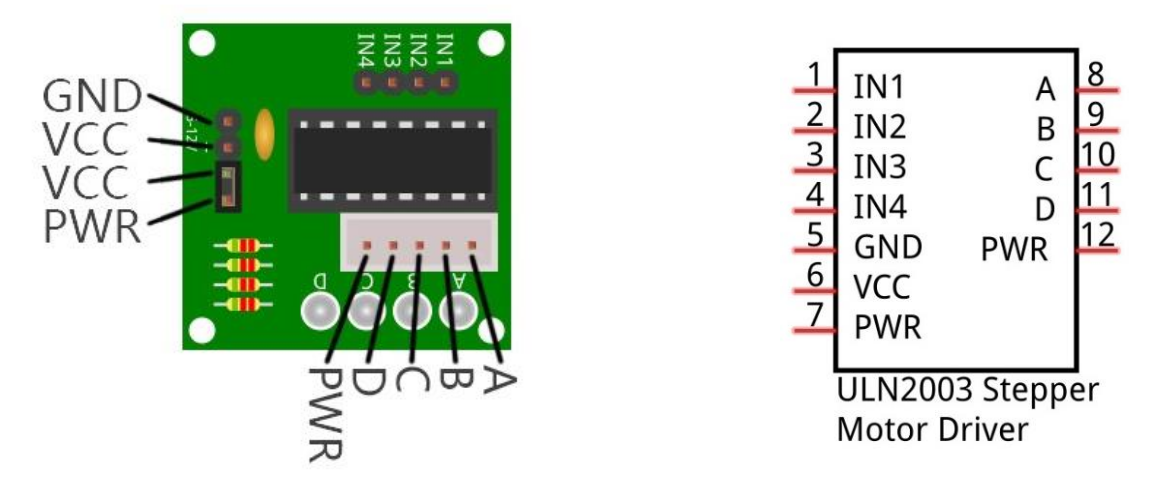 GND
VCC
VCC
PWR
IN4
IN3
IN2
IN1
D
C
B
A
PWR
D
C
B
A
1
IN1
2
IN2
3
IN3
4
IN4
5
GND
6
VCC
7
PWR
A
8
B
9
C
10
D
11
PWR
12
ULN2003 Stepper
Motor Driver